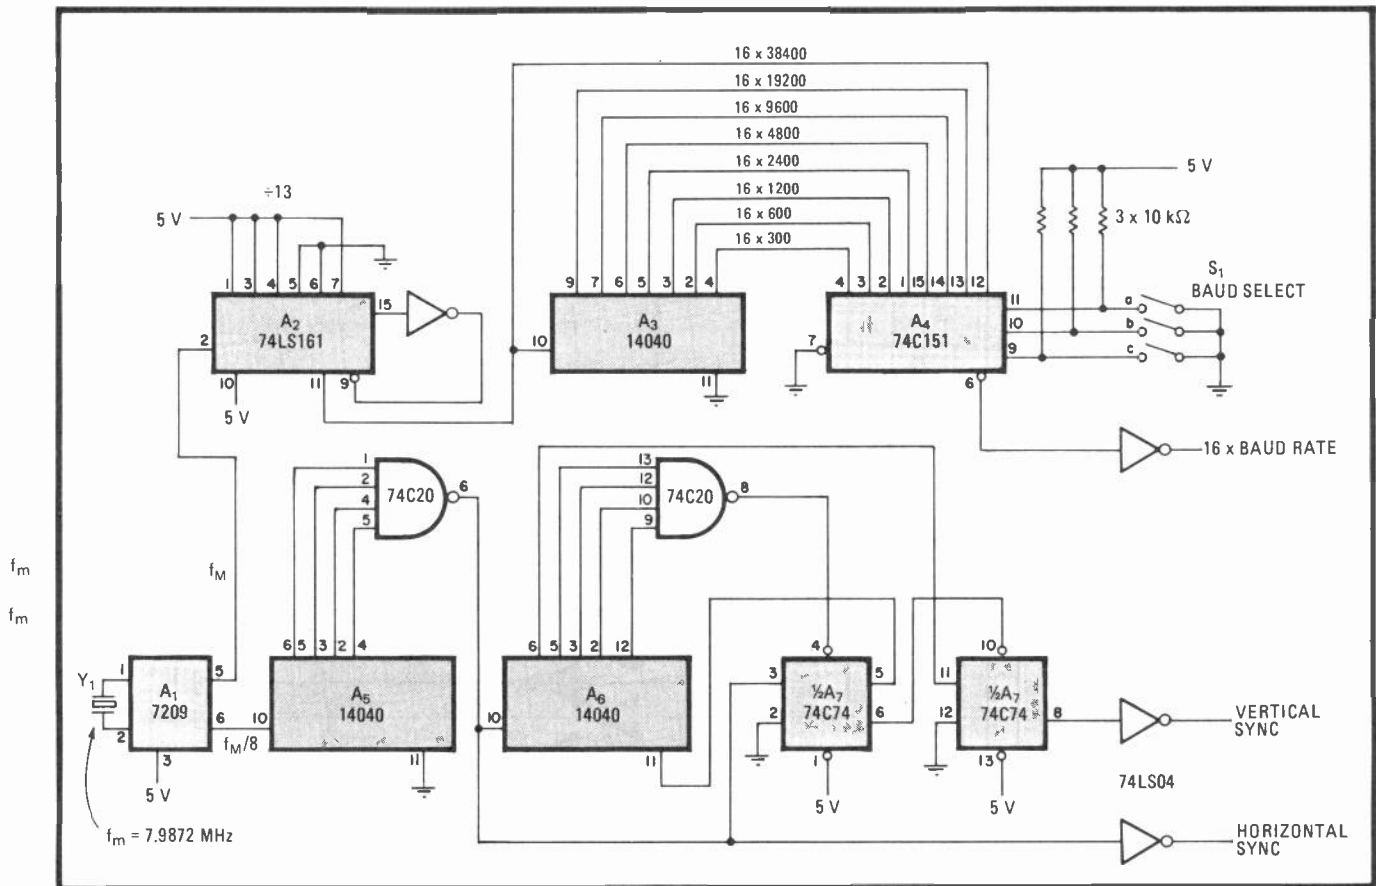 16 x 38400
16 x 19200
16 x 9600
16 x 4800
16 x 2400
16 x 1200
16 x 600
16 x 300
÷13
5 V
5 V
3 x 10 kΩ
S1
BAUD SELECT
1 3 4 5 6 7
9 7 6 5 3 2 4
4 3 2 1 15 14 13 12
A2
74LS161
15
2
10
11
9
5 V
A3
14040
10
11
A4
74C151
7
11
10
9
6
a
b
c
16 x BAUD RATE
1
2
4
5
74C20
6
13
12
10
9
74C20
8
fm
fm
fM
6 5 3 2 4
6 5 3 2 12
4
10
Y1
1
2
A1
7209
5
6
3
5 V
fM/8
10
A5
14040
11
10
A6
14040
11
3
2
½A7
74C74
5
6
1
5 V
11
12
½A7
74C74
8
13
5 V
VERTICAL
SYNC
74LS04
fm = 7.9872 MHz
HORIZONTAL
SYNC